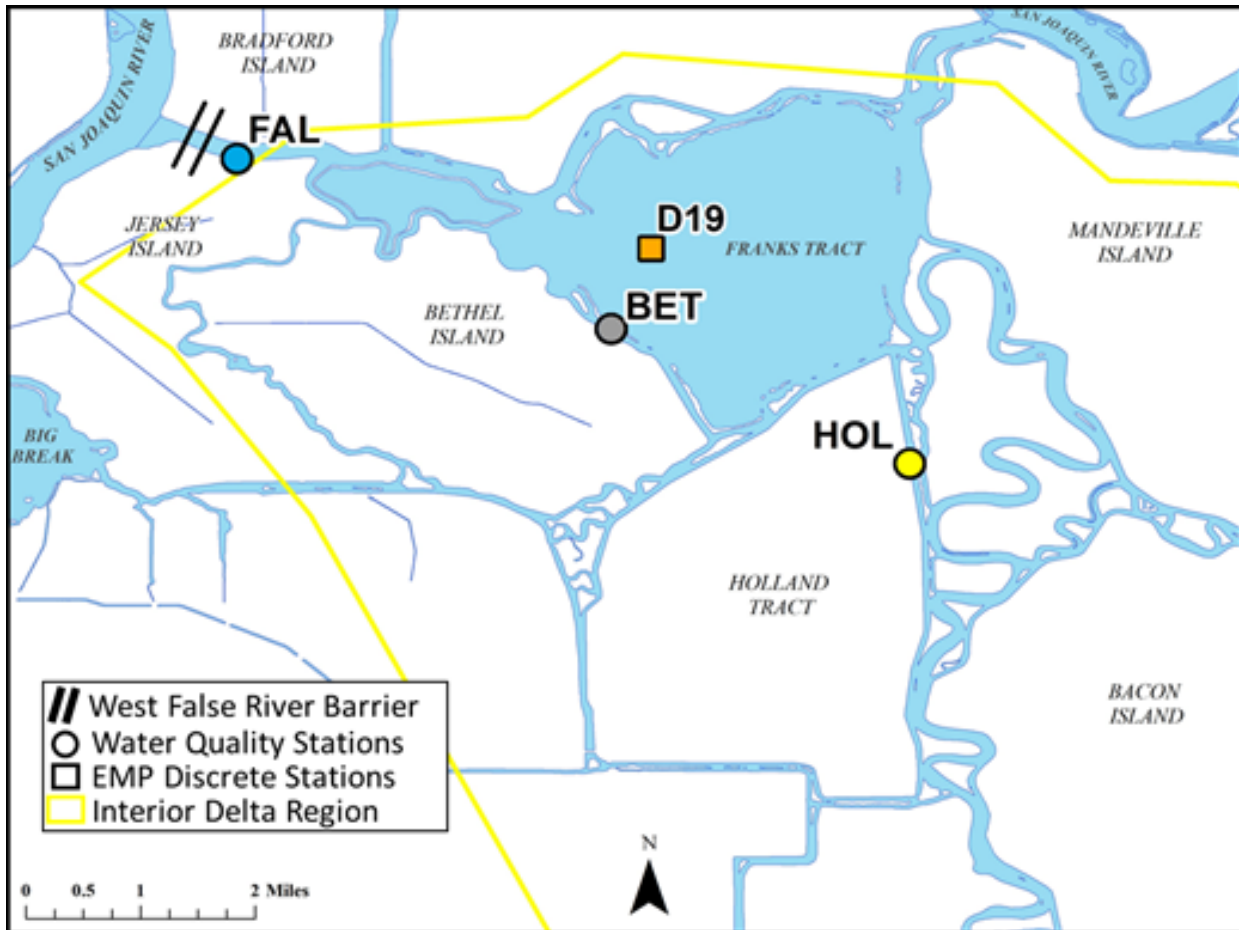 BRADFORD
ISLAND
SAN JOAQUIN RIVER
SAN JOAQUIN RIVER
FAL
JERSEY
ISLAND
D19
FRANKS TRACT
MANDEVILLE
ISLAND
BETHEL
ISLAND
BET
BIG
BREAK
HOL
HOLLAND
TRACT
BACON
ISLAND
West False River Barrier
Water Quality Stations
EMP Discrete Stations
Interior Delta Region
N
0 0.5 1 2 Miles